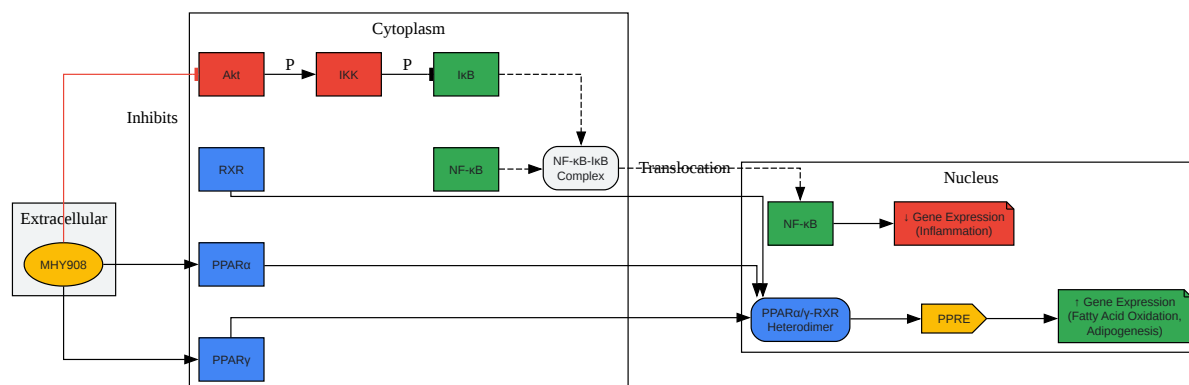 Cytoplasm
Akt
P
IKK
P
IκB
Inhibits
RXR
NF-κB
NF-κB-IκB
Complex
Translocation
Nucleus
Extracellular
MHY908
PPARα
NF-κB
↓ Gene Expression
(Inflammation)
PPARα/γ-RXR
Heterodimer
PPRE
↑ Gene Expression
(Fatty Acid Oxidation,
Adipogenesis)
PPARγ